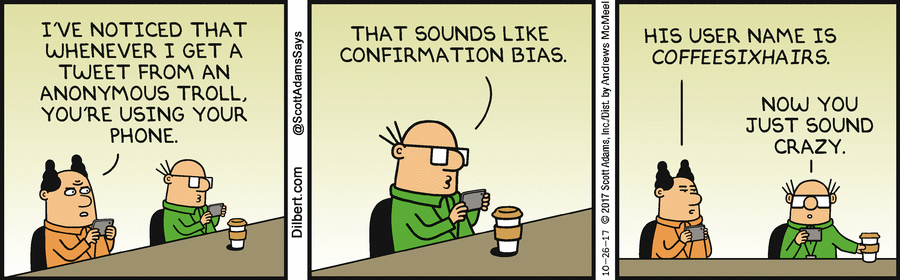 I'VE NOTICED THAT
WHENEVER I GET A
TWEET FROM AN
ANONYMOUS TROLL,
YOU'RE USING YOUR
PHONE.
Dilbert.com @ScottAdamsSays
THAT SOUNDS LIKE
CONFIRMATION BIAS.
10-26-17 © 2017 Scott Adams, Inc./Dist. by Andrews McMeel
HIS USER NAME IS
COFFEESIXHAIRS.
NOW YOU
JUST SOUND
CRAZY.